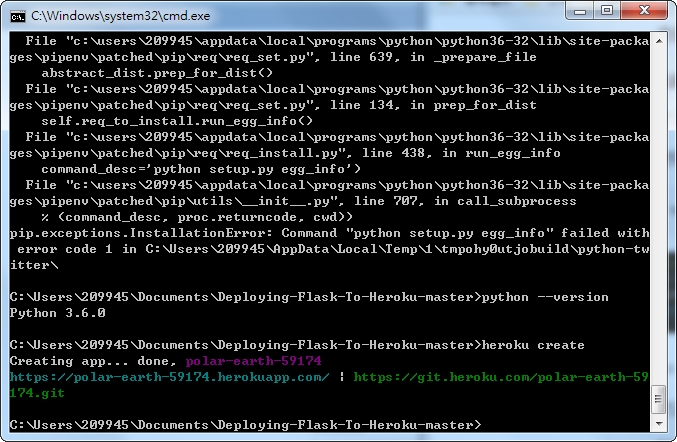 C:\Windows\system32\cmd.exe
File "c:\users\209945\appdata\local\programs\python\python36-32\lib\site-packa
ges\pipenv\patched\pip\req\req_set.py", line 639, in _prepare_file
abstract_dist.prep_for_dist()
File "c:\users\209945\appdata\local\programs\python\python36-32\lib\site-packa
ges\pipenv\patched\pip\req\req_set.py", line 134, in prep_for_dist
self.req_to_install.run_egg_info()
File "c:\users\209945\appdata\local\programs\python\python36-32\lib\site-packa
ges\pipenv\patched\pip\req\req_install.py", line 438, in run_egg_info
command_desc='python setup.py egg_info')
File "c:\users\209945\appdata\local\programs\python\python36-32\lib\site-packa
ges\pipenv\patched\pip\utils\__init__.py", line 707, in call_subprocess
% (command_desc, proc.returncode, cwd))
pip.exceptions.InstallationError: Command "python setup.py egg_info" failed with
error code 1 in C:\Users\209945\AppData\Local\Temp\1\tmpohy0utjobuild\python-tw
itter\
C:\Users\209945\Documents\Deploying-Flask-To-Heroku-master>python --version
Python 3.6.0
C:\Users\209945\Documents\Deploying-Flask-To-Heroku-master>heroku create
Creating app... done, polar-earth-59174
https://polar-earth-59174.herokuapp.com/ | https://git.heroku.com/polar-earth-59
174.git
C:\Users\209945\Documents\Deploying-Flask-To-Heroku-master>